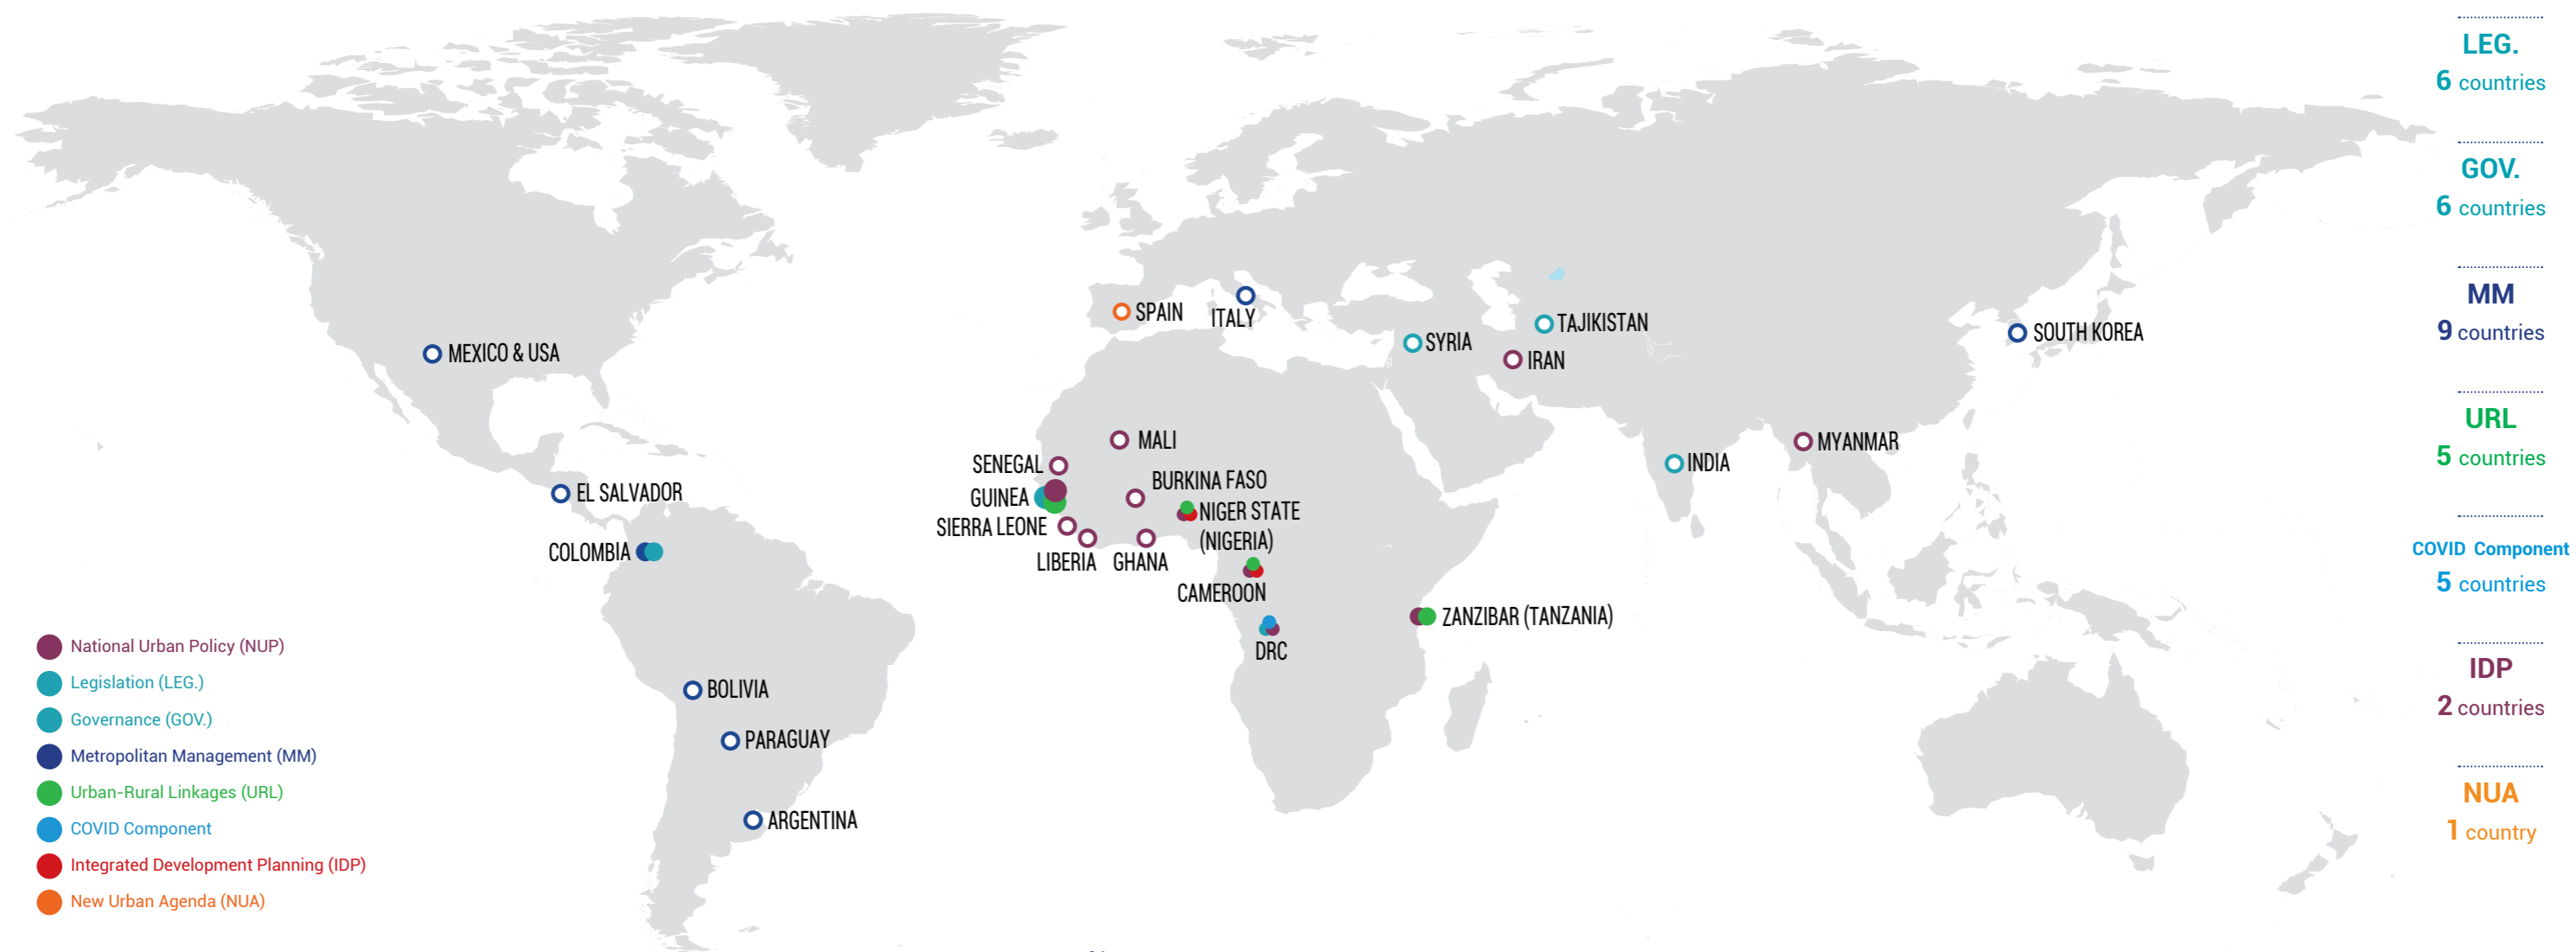 LEG.
6 countries
GOV.
6 countries
MM
9 countries
URL
5 countries
COVID Component
5 countries
IDP
2 countries
NUA
1 country
SPAIN
ITALY
TAJIKISTAN
SYRIA
IRAN
SOUTH KOREA
MEXICO & USA
MALI
MYANMAR
SENEGAL
INDIA
BURKINA FASO
EL SALVADOR
GUINEA
NIGER STATE
(NIGERIA)
SIERRA LEONE
COLOMBIA
LIBERIA
GHANA
CAMEROON
ZANZIBAR (TANZANIA)
DRC
BOLIVIA
PARAGUAY
ARGENTINA
National Urban Policy (NUP)
Legislation (LEG.)
Governance (GOV.)
Metropolitan Management (MM)
Urban-Rural Linkages (URL)
COVID Component
Integrated Development Planning (IDP)
New Urban Agenda (NUA)